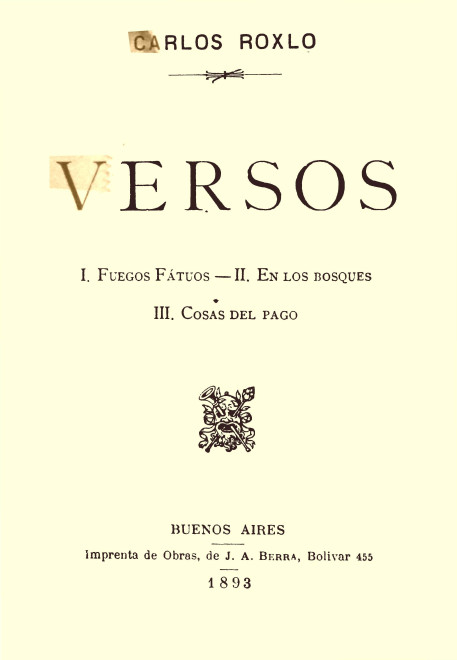 CARLOS ROXLO
VERSOS
I. FUEGOS FÁTUOS — II. EN LOS BOSQUES
III. COSAS DEL PAGO
BUENOS AIRES
Imprenta de Obras, de J. A. BERRA, Bolivar 455
1893